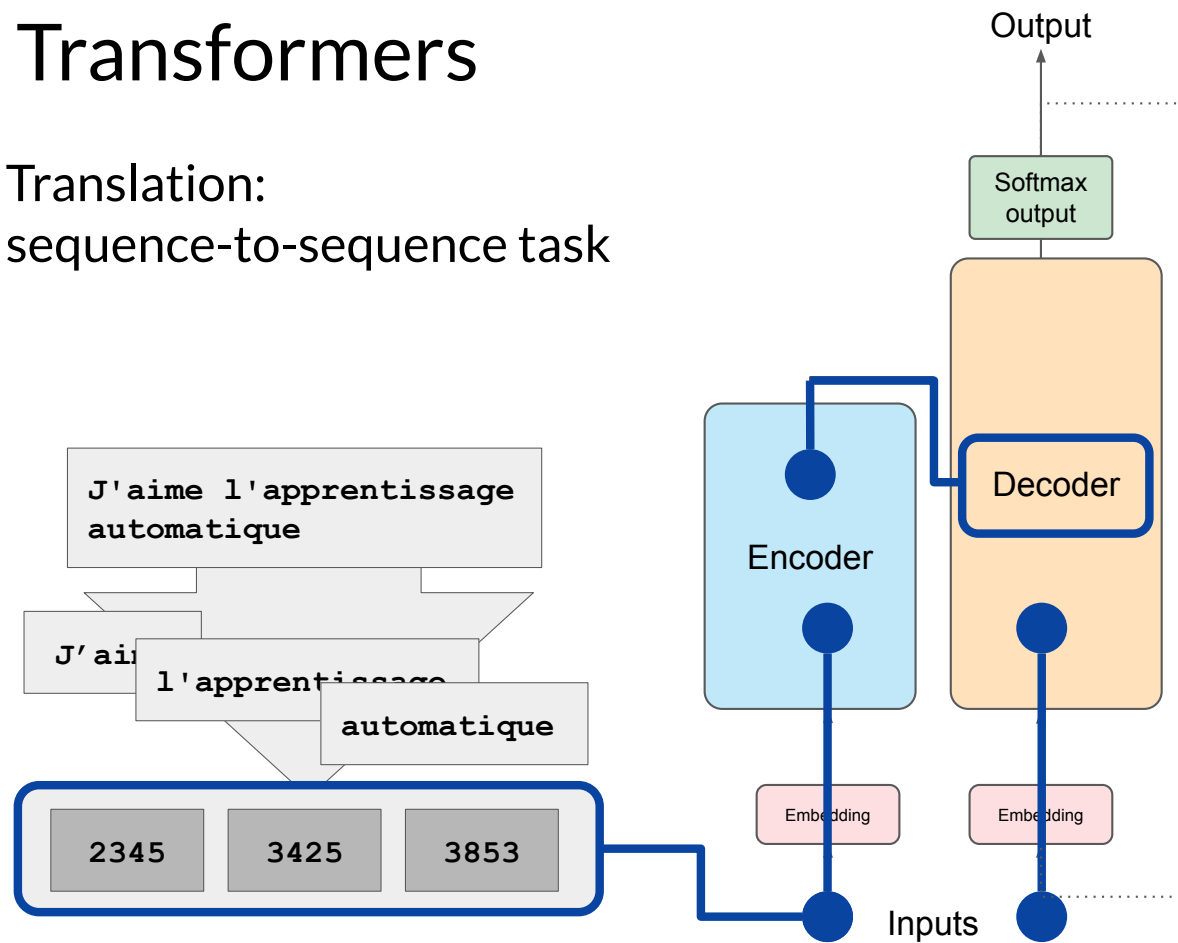 Transformers
Translation:
sequence-to-sequence task
J'aime l'apprentissage
automatique
l'apprentissage
automatique
2345
3425
3853
Output
Softmax
output
Decoder
Encoder
Embedding
Embedding
Inputs